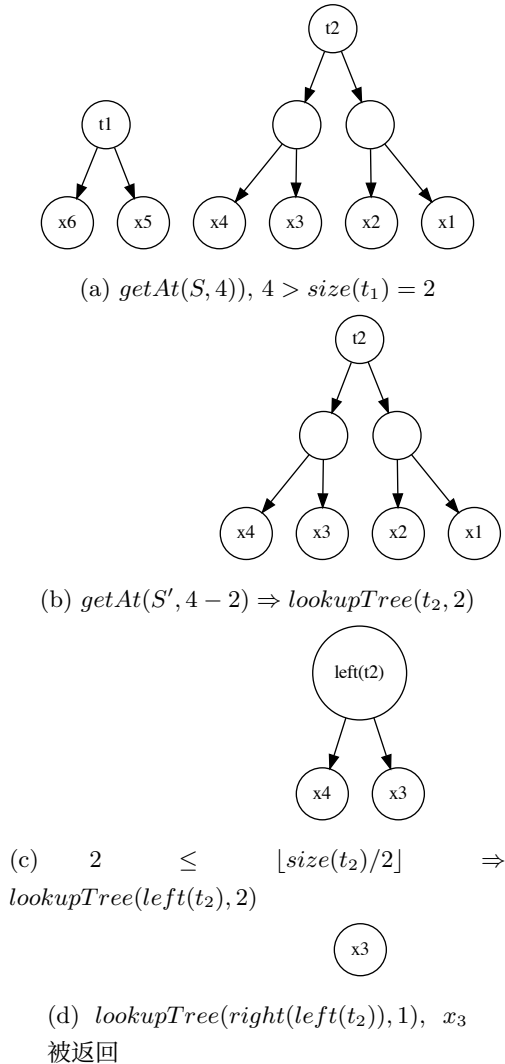 t2
t1
x6 x5 x4 x3 x2 x1
(a) getAt(S, 4)), 4 > size(t₁) = 2
t2
x4 x3 x2 x1
(b) getAt(S′, 4 − 2) ⇒ lookupTree(t₂, 2)
left(t2)
x4 x3
(c) 2 ≤ ⌊size(t₂)/2⌋ ⇒
lookupTree(left(t₂), 2)
x3
(d) lookupTree(right(left(t₂)), 1), x₃
被返回